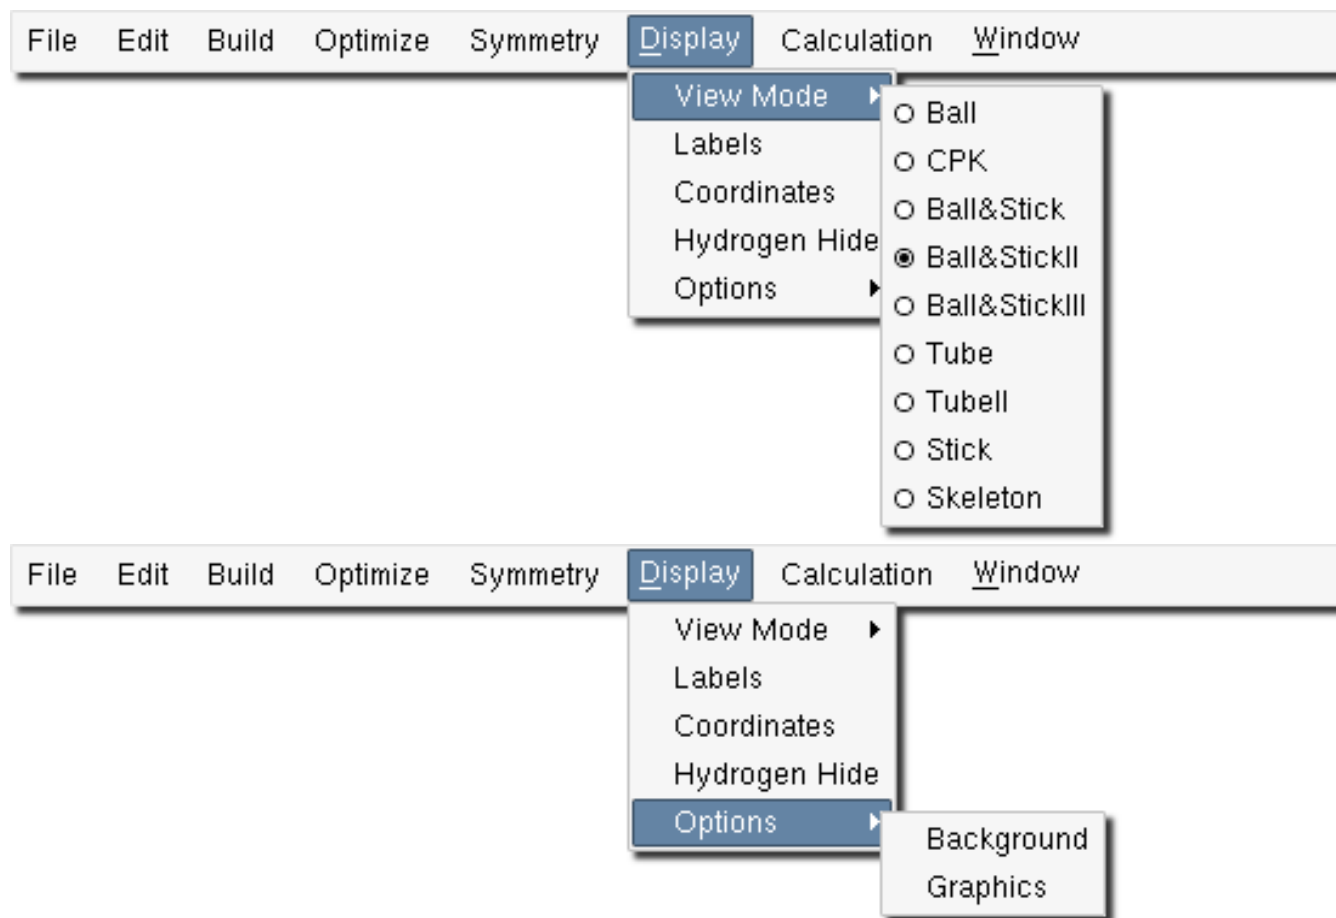 File Edit Build Optimize Symmetry Display Calculation Window
View Mode
Labels
Coordinates
Hydrogen Hide
Options
Ball
CPK
Ball&Stick
Ball&StickII
Ball&StickIII
Tube
TubeII
Stick
Skeleton
File Edit Build Optimize Symmetry Display Calculation Window
View Mode
Labels
Coordinates
Hydrogen Hide
Options
Background
Graphics